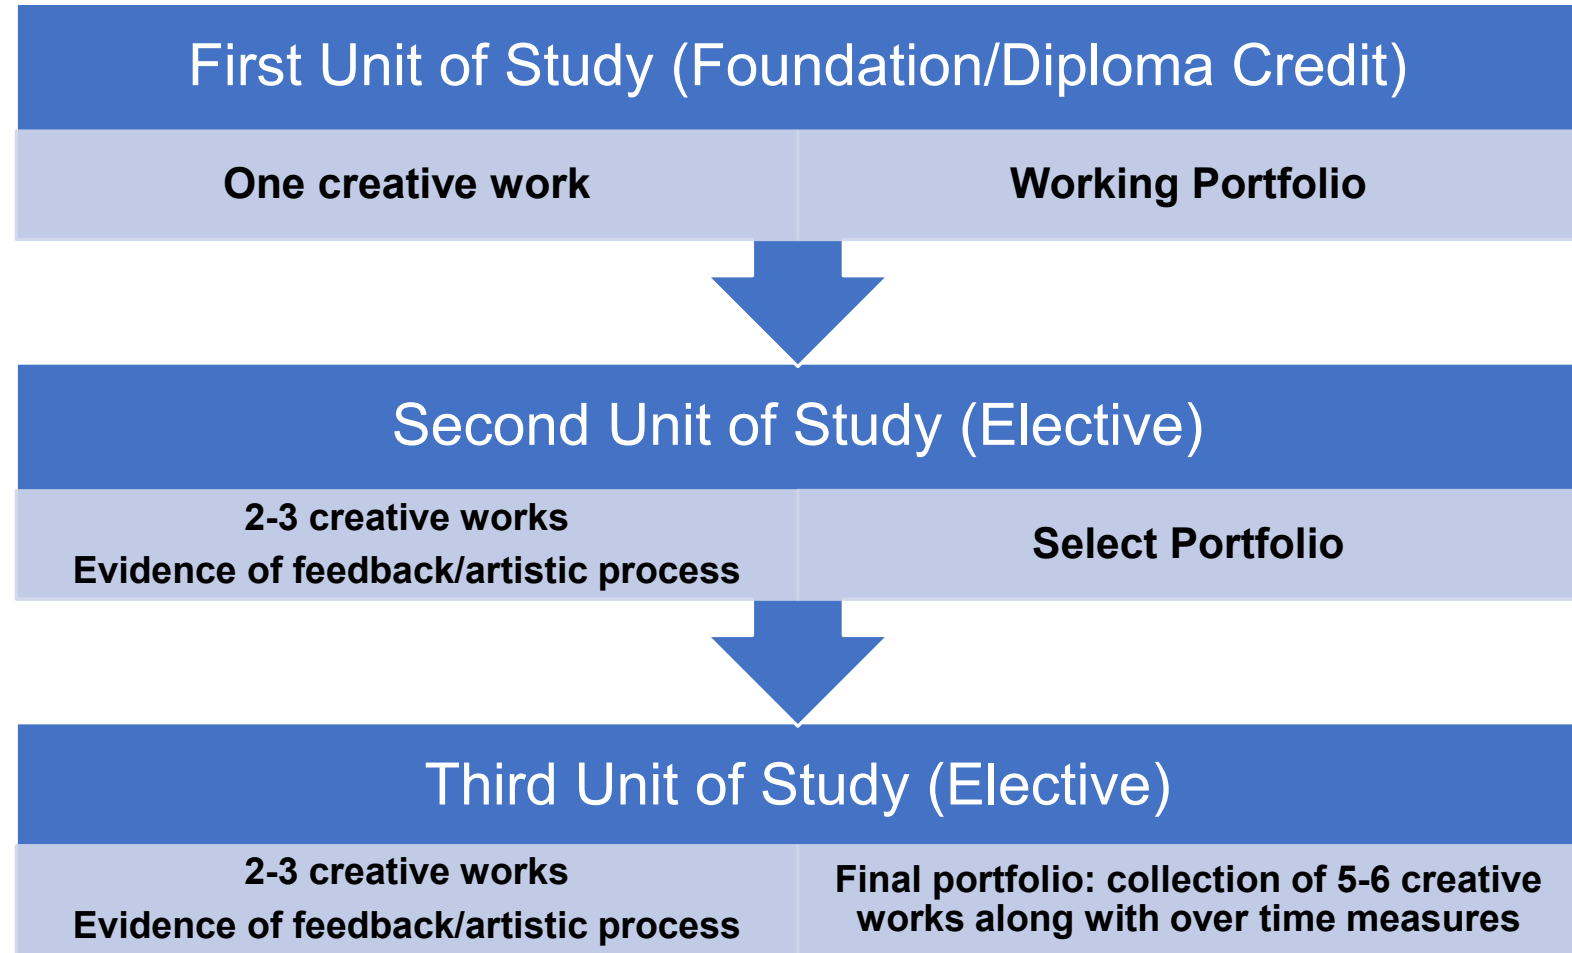 First Unit of Study (Foundation/Diploma Credit)
One creative work
Working Portfolio
Second Unit of Study (Elective)
2-3 creative works
Evidence of feedback/artistic process
Select Portfolio
Third Unit of Study (Elective)
2-3 creative works
Evidence of feedback/artistic process
Final portfolio: collection of 5-6 creative
works along with over time measures